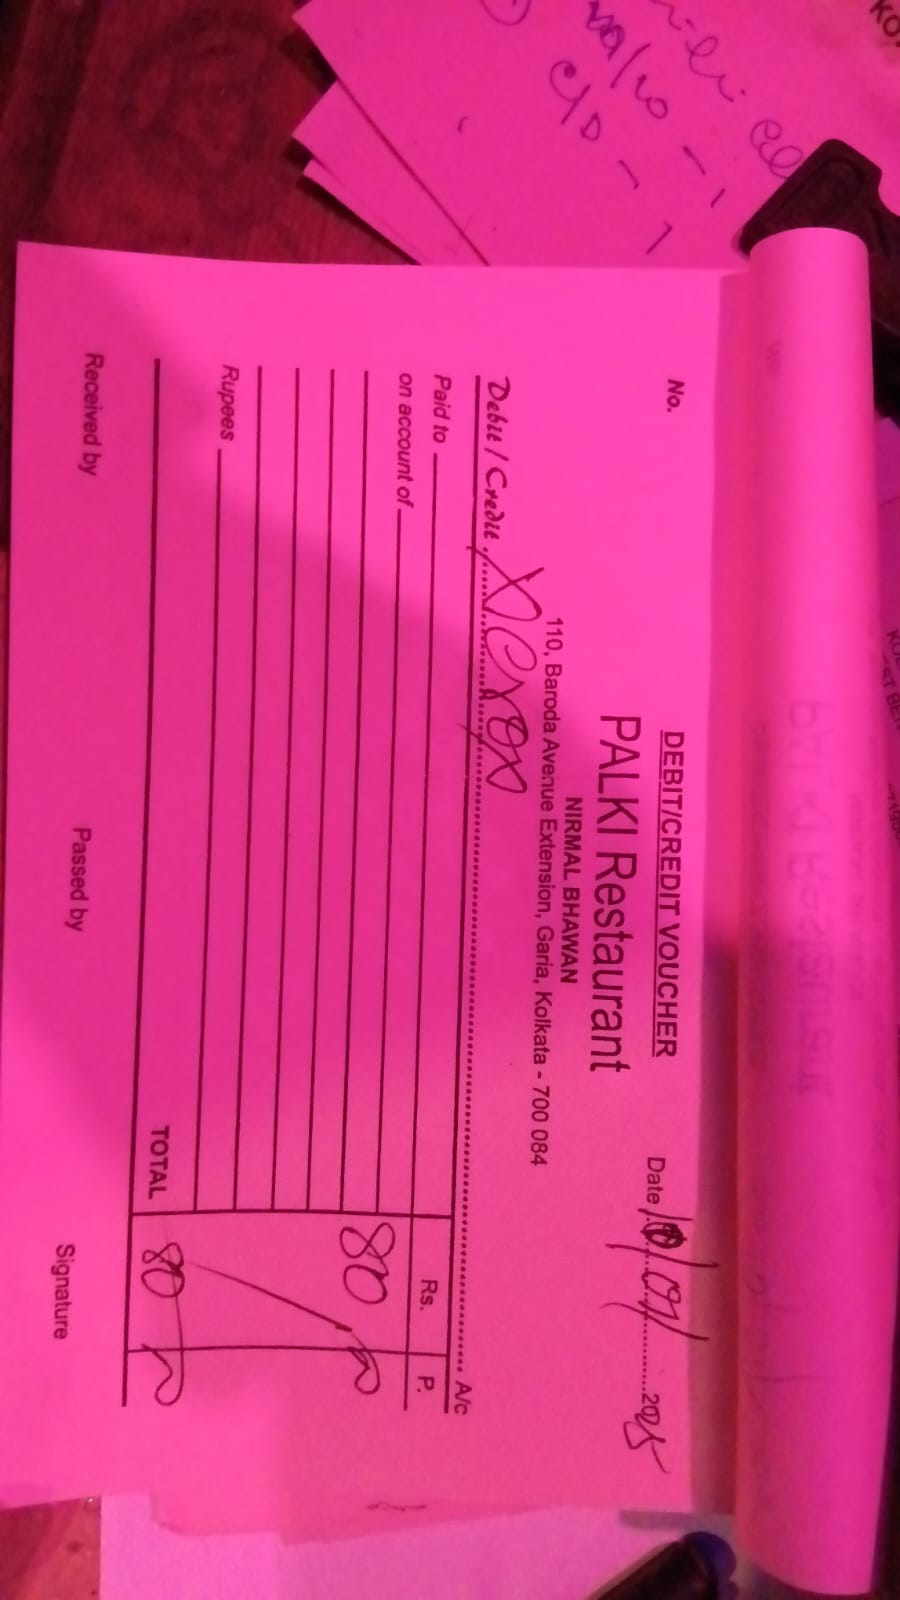 No.
DEBIT/CREDIT VOUCHER
PALKI Restaurant
NIRMAL BHAWAN
110, Baroda Avenue Extension, Garia, Kolkata - 700 084
Date 10/09/2025
Debit / Credit Xerox A/c
Paid to
on account of
Rs. P.
80
Rupees
TOTAL 80
Received by Passed by Signature